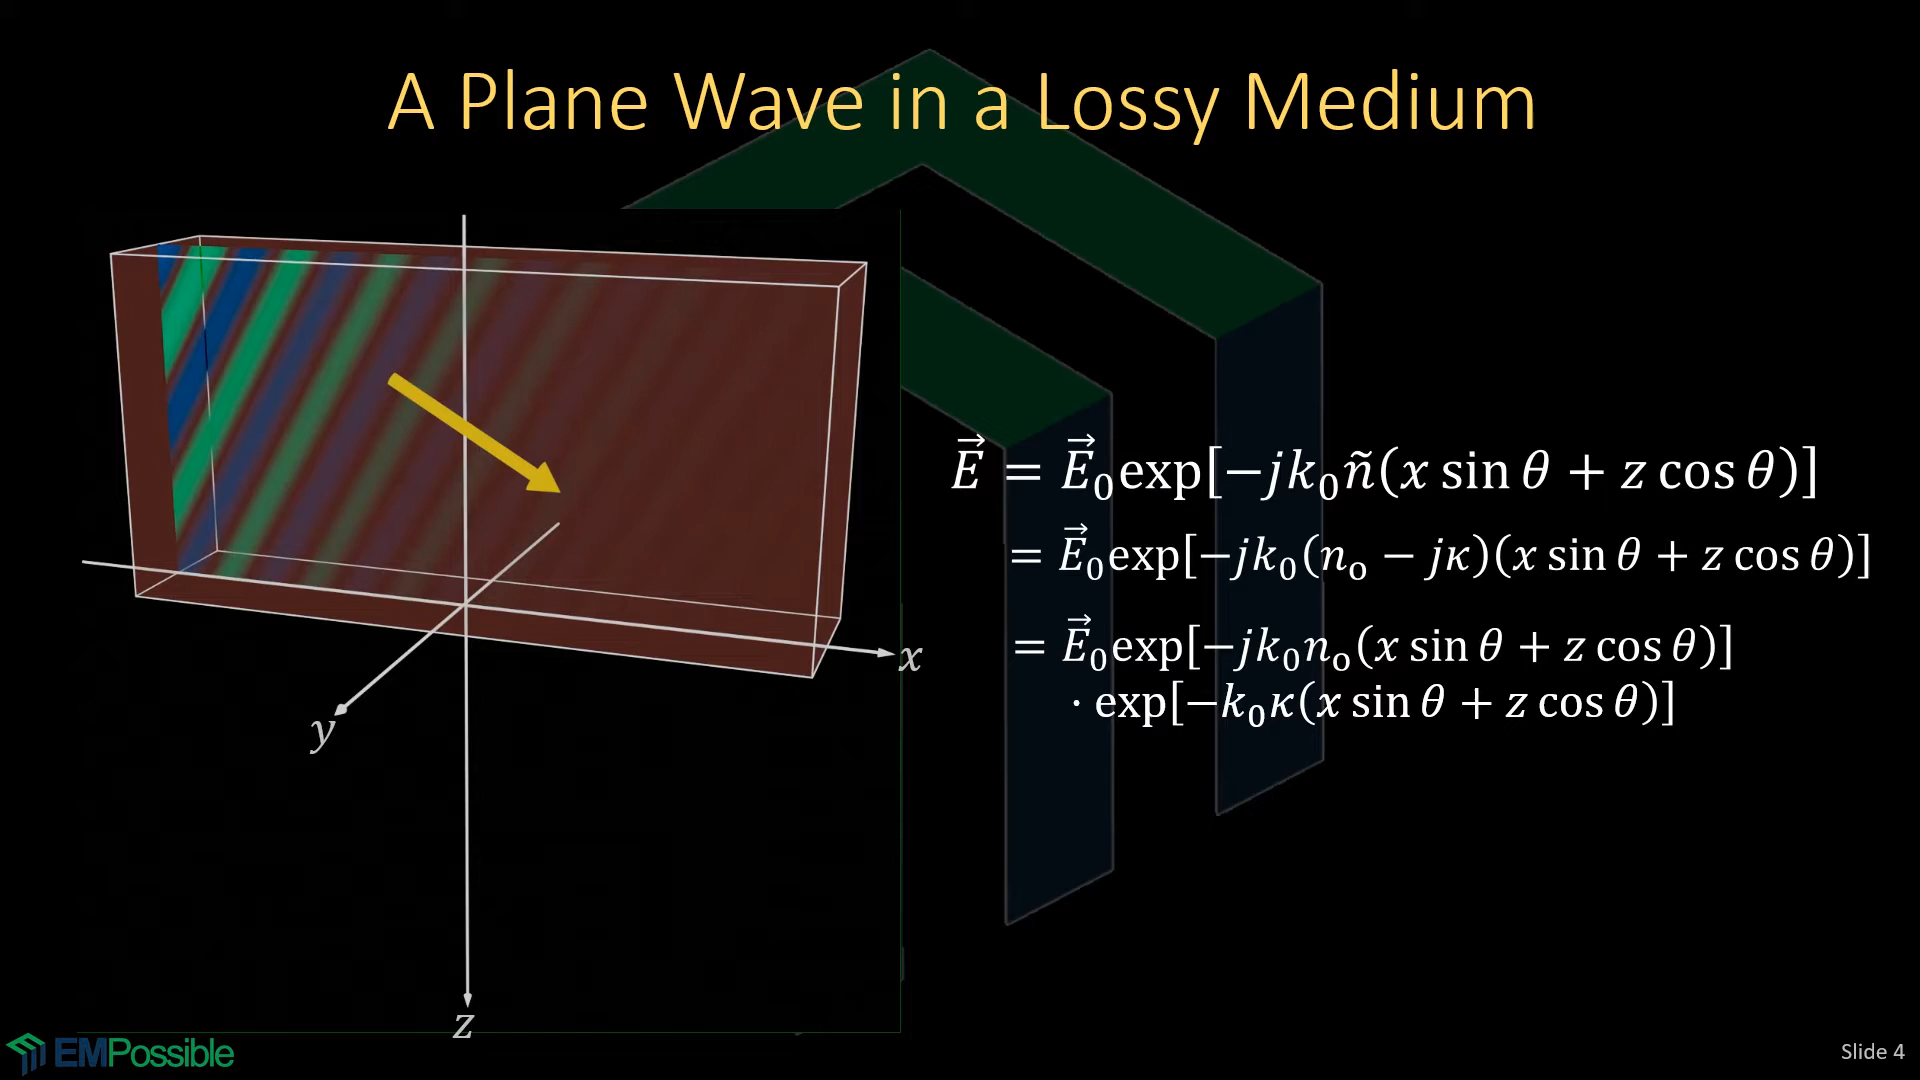 A Plane Wave in a Lossy Medium
x
y
z
E⃗ = E⃗₀exp[−jk₀ñ(x sin θ + z cos θ)]
= E⃗₀exp[−jk₀(nₒ − jκ)(x sin θ + z cos θ)]
= E⃗₀exp[−jk₀nₒ(x sin θ + z cos θ)]
· exp[−k₀κ(x sin θ + z cos θ)]
EMPossible
Slide 4